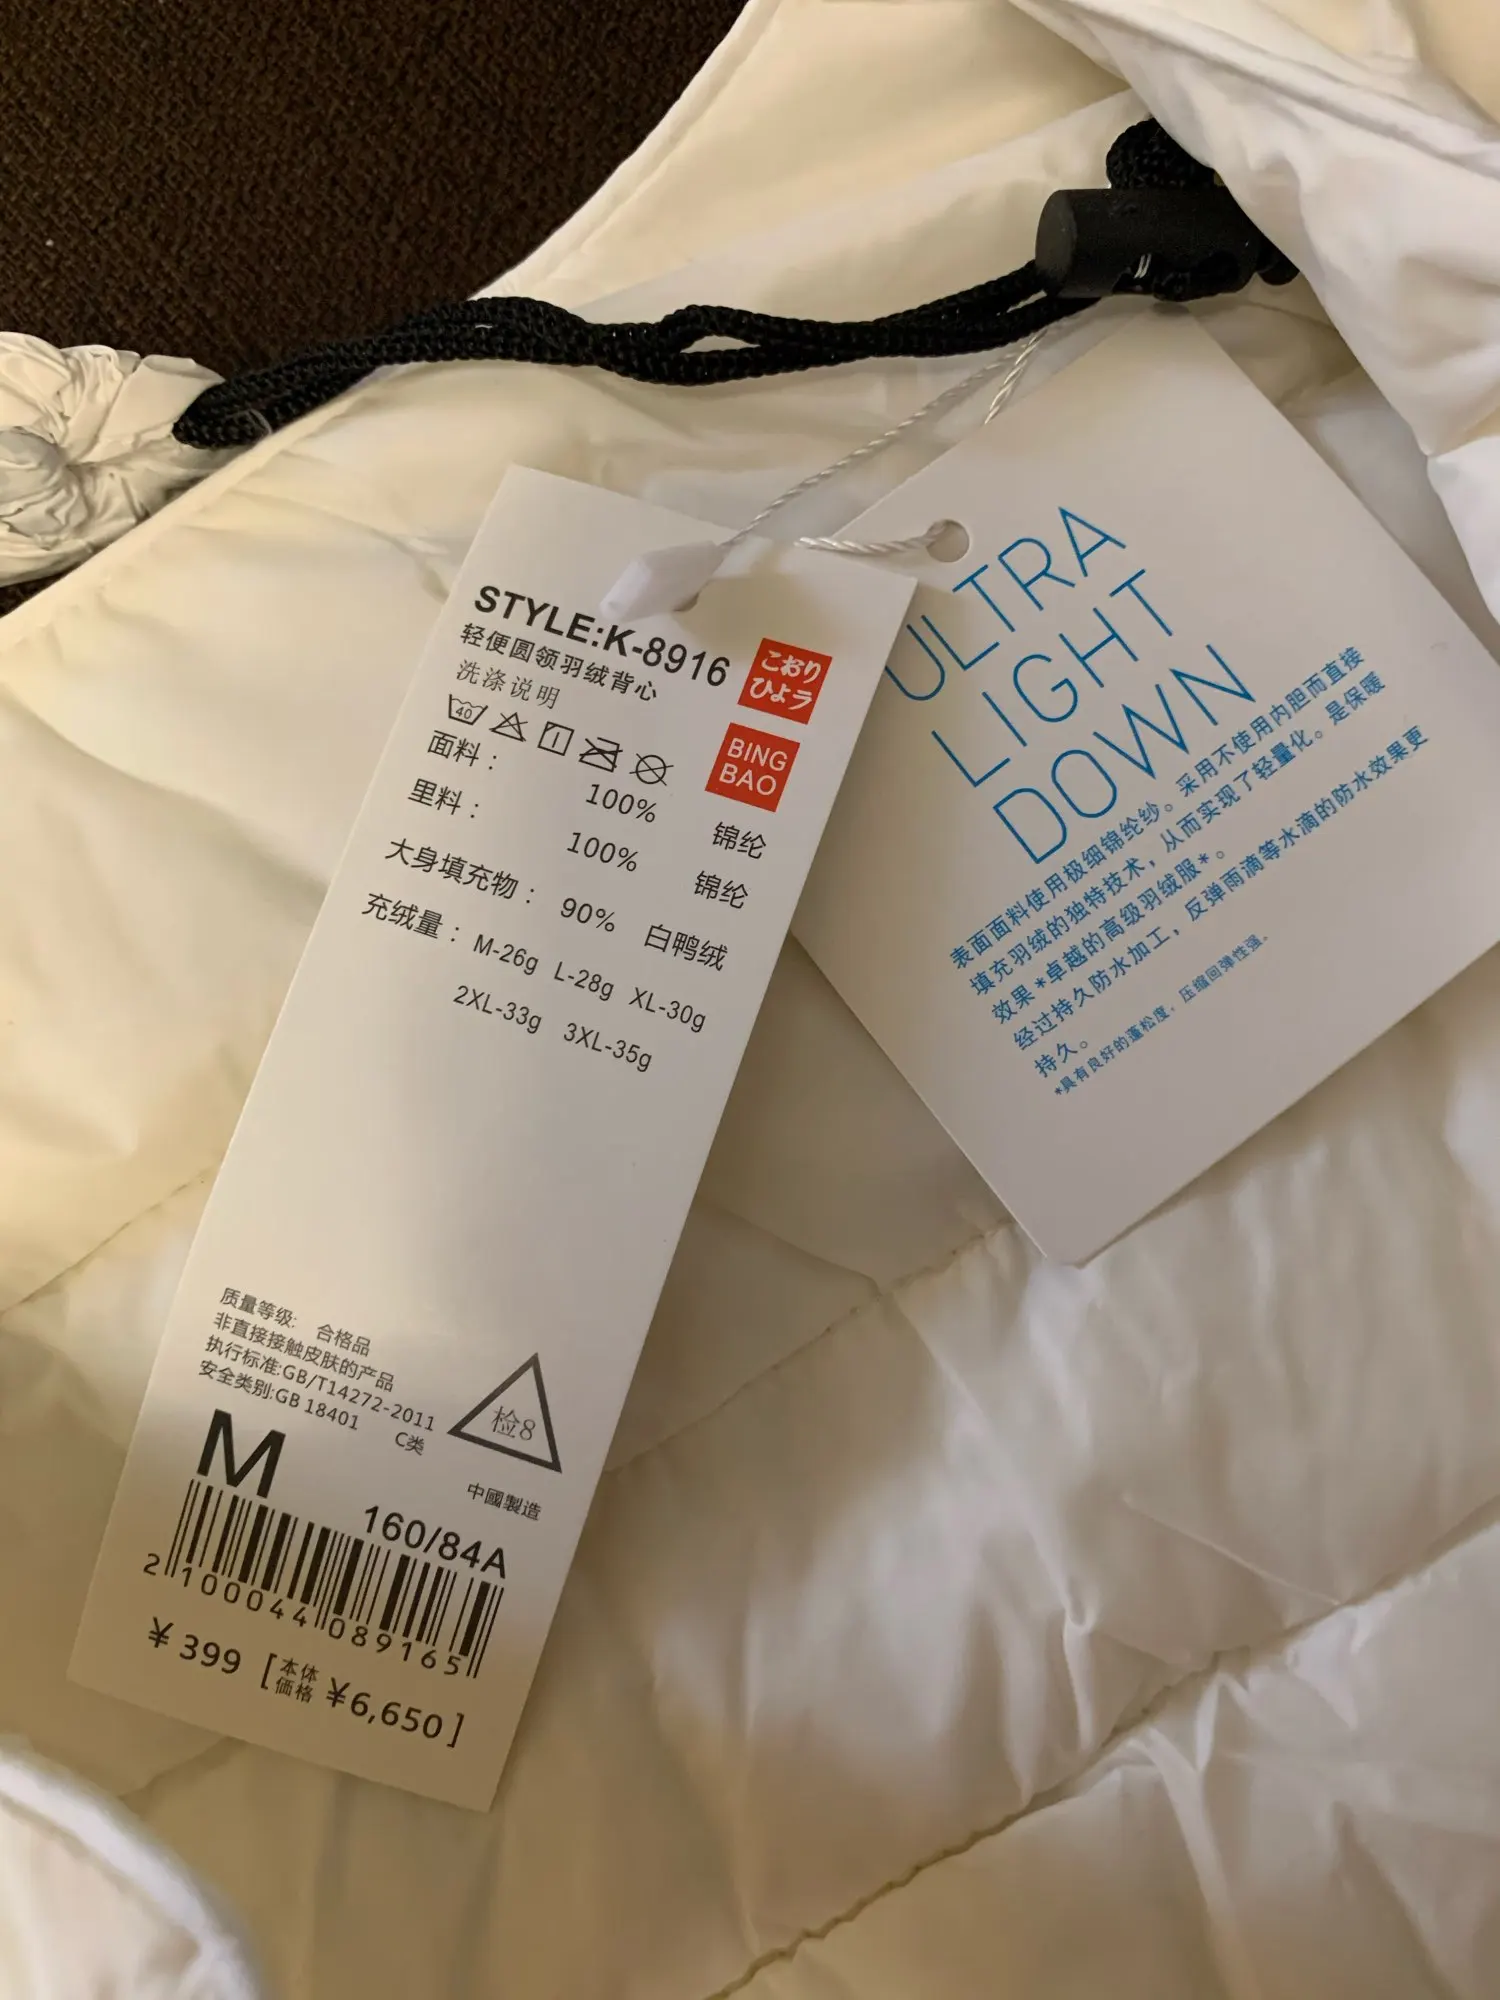 STYLE:K-8916
轻便圆领羽绒背心
洗涤说明
40
こおり
ひょラ
BING
BAO
面料： 100% 锦纶
里料： 100% 锦纶
大身填充物： 90% 白鸭绒
充绒量： M-26g L-28g XL-30g
2XL-33g 3XL-35g
质量等级: 合格品
非直接接触皮肤的产品
执行标准:GB/T14272-2011
安全类别:GB 18401 C类
检8
中國製造
M
160/84A
2100044089165
¥399 [本体価格 ¥6,650]
ULTRA
LIGHT
DOWN
表面面料使用极细锦纶纱。采用不使用内胆而直接
填充羽绒的独特技术，从而实现了轻量化。是保暖
效果*卓越的高级羽绒服*。
经过持久防水加工，反弹雨滴等水滴的防水效果更
持久。
*具有良好的蓬松度，压缩回弹性强。